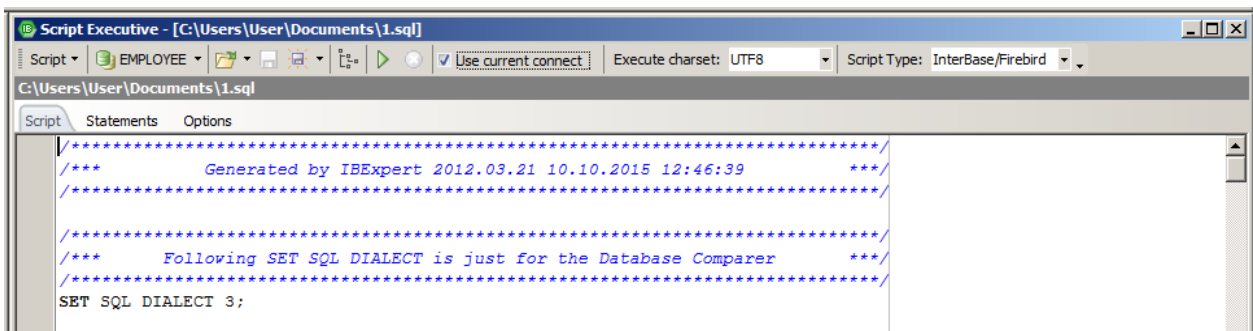 IB Script Executive - [C:\Users\User\Documents\1.sql]
Script EMPLOYEE Use current connect Execute charset: UTF8 Script Type: InterBase/Firebird
C:\Users\User\Documents\1.sql
Script Statements Options
/******************************************************************************/
/*** Generated by IBExpert 2012.03.21 10.10.2015 12:46:39 ***/
/******************************************************************************/
/******************************************************************************/
/*** Following SET SQL DIALECT is just for the Database Comparer ***/
/******************************************************************************/
SET SQL DIALECT 3;